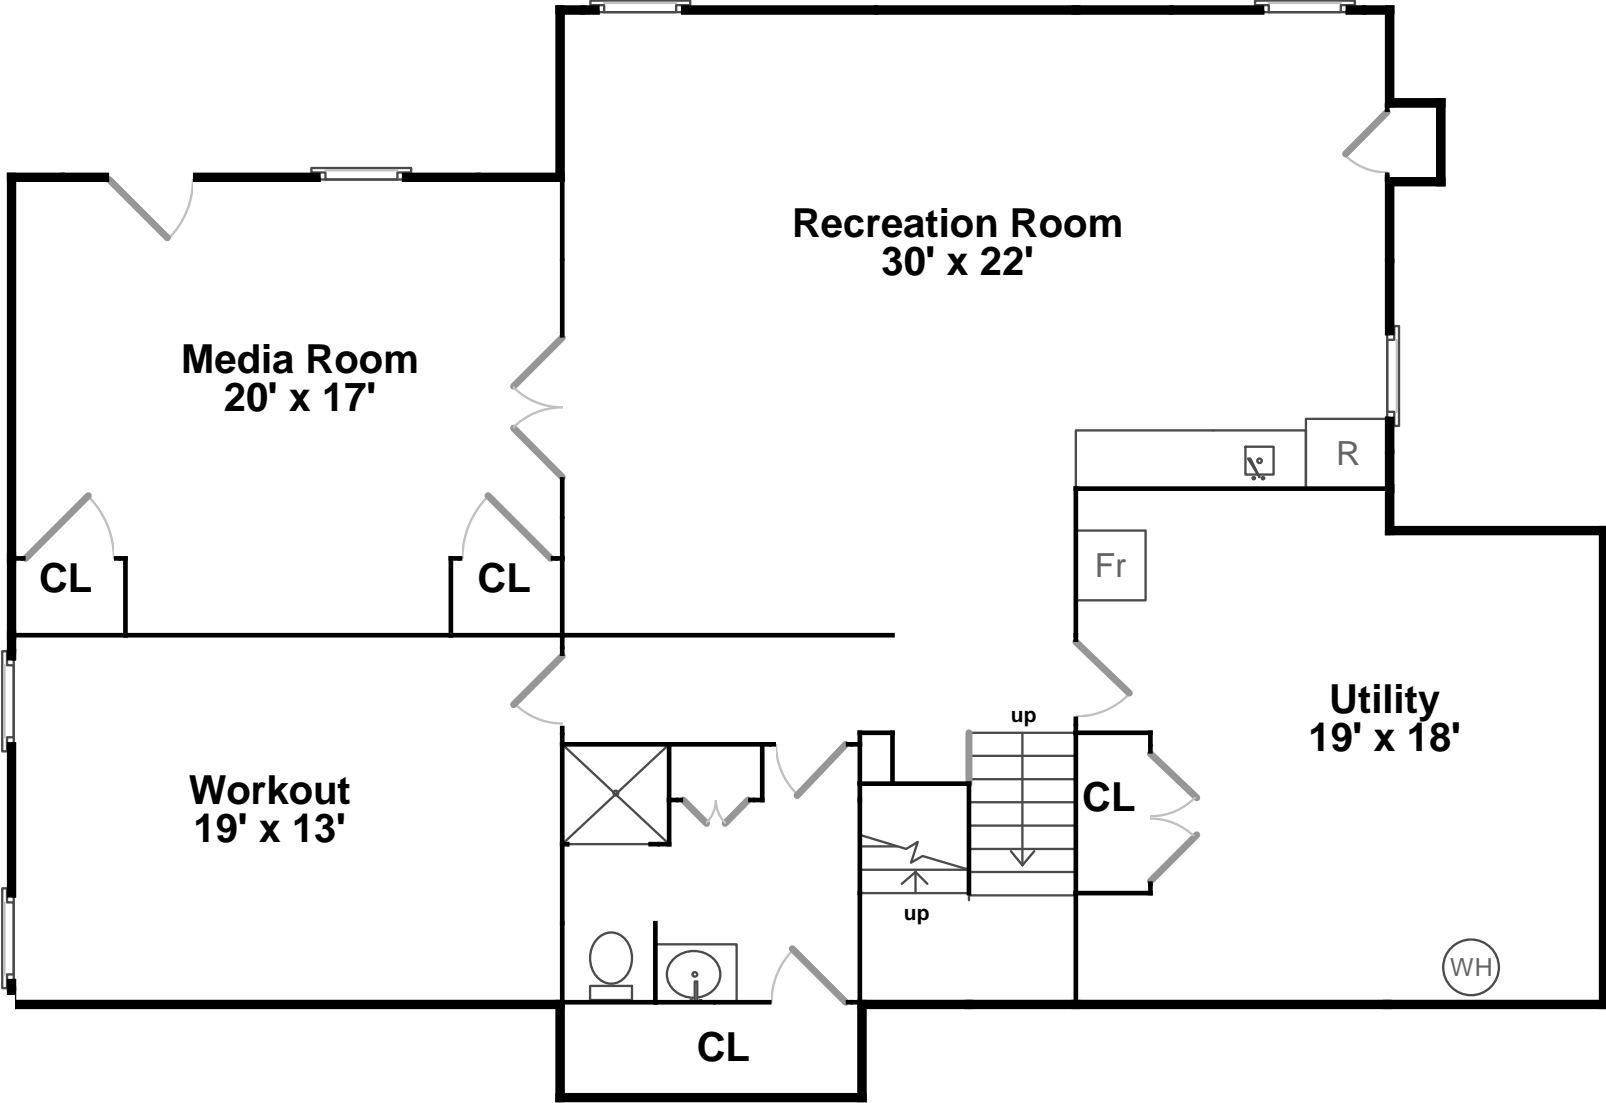 Recreation Room
30' x 22'
Media Room
20' x 17'
R
Fr
CL
CL
Utility
19' x 18'
up
Workout
19' x 13'
CL
up
WH
CL